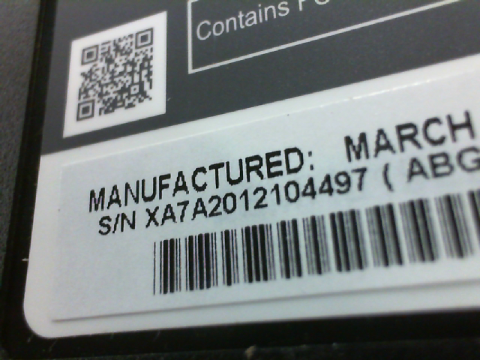 Contains
MANUFACTURED: MARCH
S/N XA7A2012104497 ( ABG